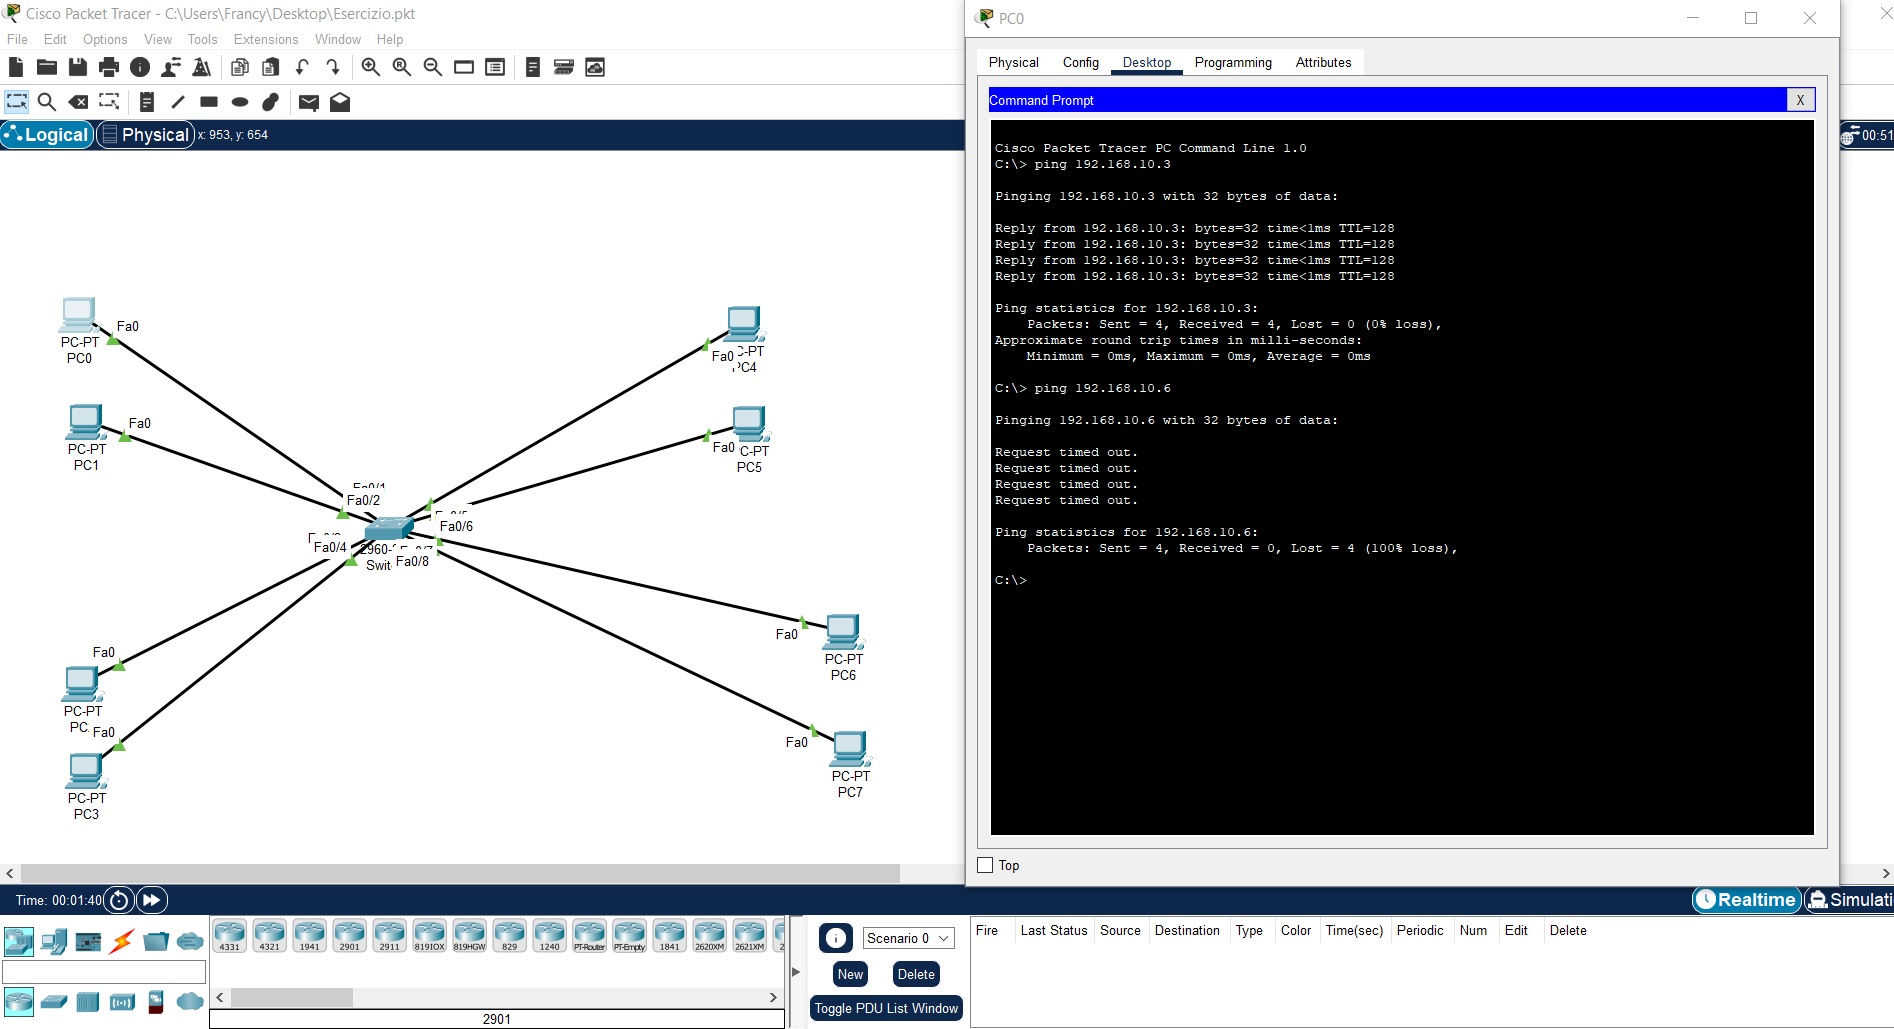 Cisco Packet Tracer - C:\Users\Francy\Desktop\Esercizio.pkt
File Edit Options View Tools Extensions Window Help
Logical Physical x: 953, y: 654
Fa0
PC-PT
PC0
Fa0
PC-PT
PC1
Fa0/1
Fa0/2
Fa0/4
2960-
Swit
Fa0/6
Fa0/8
Fa0
PC-PT
PC
Fa0
PC-PT
PC3
Fa0
-PT
PC4
Fa0
C-PT
PC5
Fa0
PC-PT
PC6
Fa0
PC-PT
PC7
PC0
Physical Config Desktop Programming Attributes
Command Prompt X
Cisco Packet Tracer PC Command Line 1.0
C:\> ping 192.168.10.3
Pinging 192.168.10.3 with 32 bytes of data:
Reply from 192.168.10.3: bytes=32 time<1ms TTL=128
Reply from 192.168.10.3: bytes=32 time<1ms TTL=128
Reply from 192.168.10.3: bytes=32 time<1ms TTL=128
Reply from 192.168.10.3: bytes=32 time<1ms TTL=128
Ping statistics for 192.168.10.3:
Packets: Sent = 4, Received = 4, Lost = 0 (0% loss),
Approximate round trip times in milli-seconds:
Minimum = 0ms, Maximum = 0ms, Average = 0ms
C:\> ping 192.168.10.6
Pinging 192.168.10.6 with 32 bytes of data:
Request timed out.
Request timed out.
Request timed out.
Request timed out.
Ping statistics for 192.168.10.6:
Packets: Sent = 4, Received = 0, Lost = 4 (100% loss),
C:\>
Top
00:51
Time: 00:01:40
Realtime Simulati
4331 4321 1941 2901 2911 819IOX 819HGW 829 1240 PT-Router PT-Empty 1841 2620XM 2621XM 2
2901
Scenario 0
New Delete
Toggle PDU List Window
Fire Last Status Source Destination Type Color Time(sec) Periodic Num Edit Delete